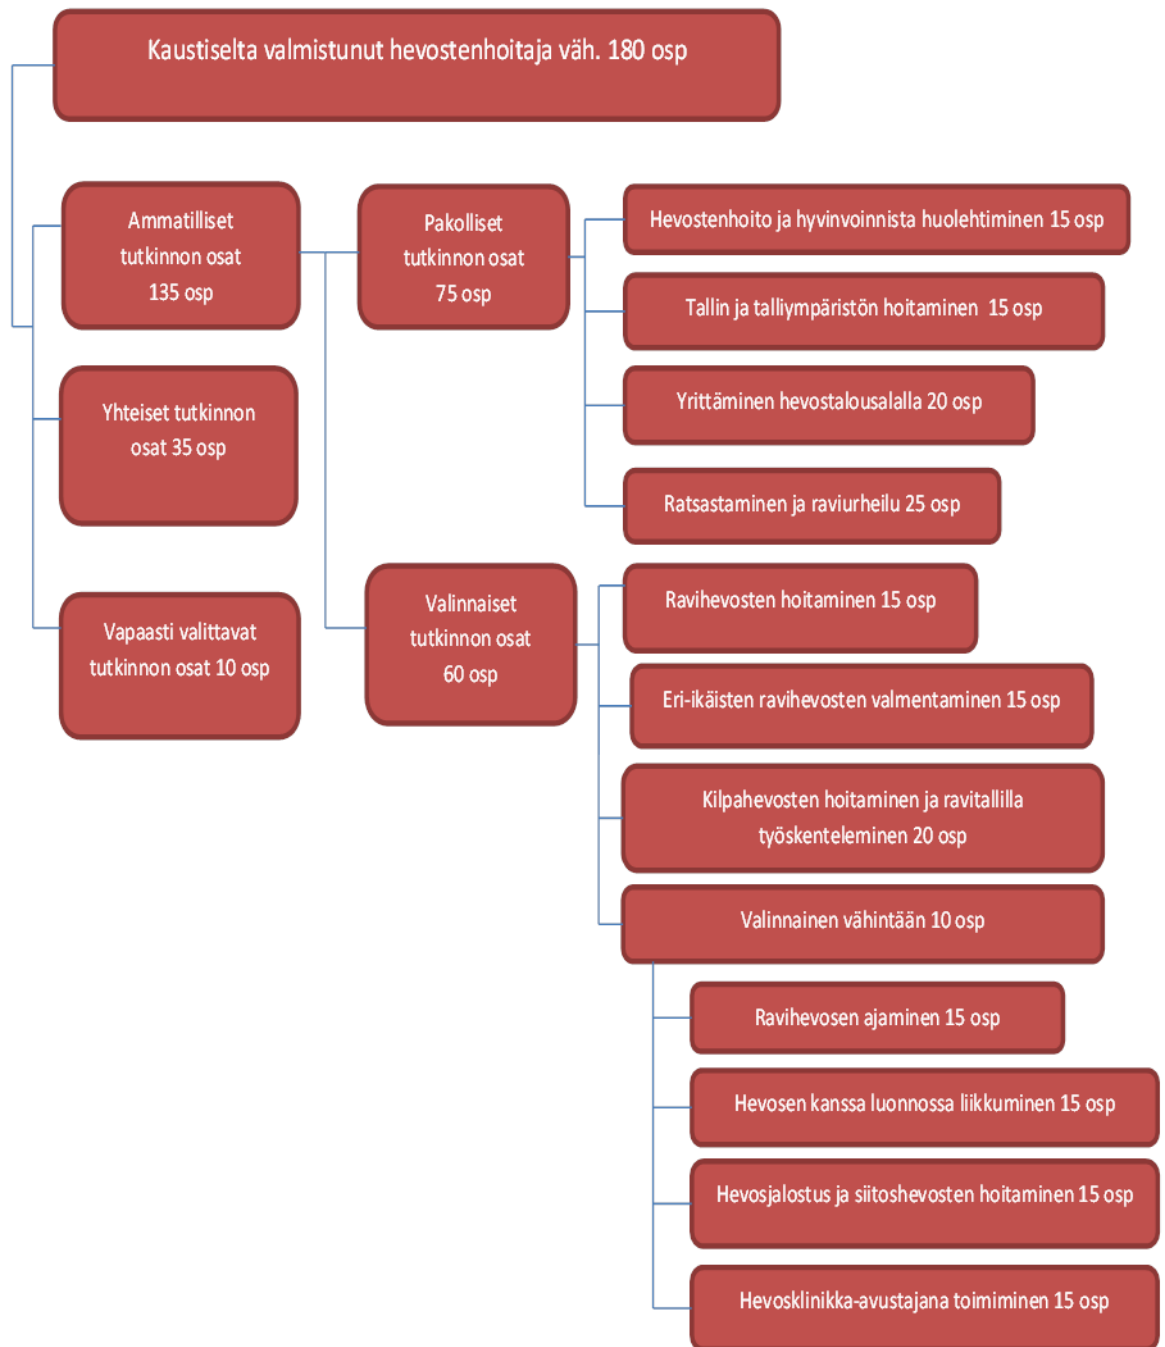 Kaustiselta valmistunut hevostenhoitaja väh. 180 osp
Ammatilliset
tutkinnon osat
135 osp
Pakolliset
tutkinnon osat
75 osp
Hevostenhoito ja hyvinvoinnista huolehtiminen 15 osp
Tallin ja talliympäristön hoitaminen 15 osp
Yrittäminen hevostalousalalla 20 osp
Ratsastaminen ja raviurheilu 25 osp
Yhteiset tutkinnon
osat 35 osp
Vapaasti valittavat
tutkinnon osat 10 osp
Valinnaiset
tutkinnon osat
60 osp
Ravihevosten hoitaminen 15 osp
Eri-ikäisten ravihevosten valmentaminen 15 osp
Kilpahevosten hoitaminen ja ravitallilla
työskenteleminen 20 osp
Valinnainen vähintään 10 osp
Ravihevosen ajaminen 15 osp
Hevosen kanssa luonnossa liikkuminen 15 osp
Hevosjalostus ja siitoshevosten hoitaminen 15 osp
Hevosklinikka-avustajana toimiminen 15 osp